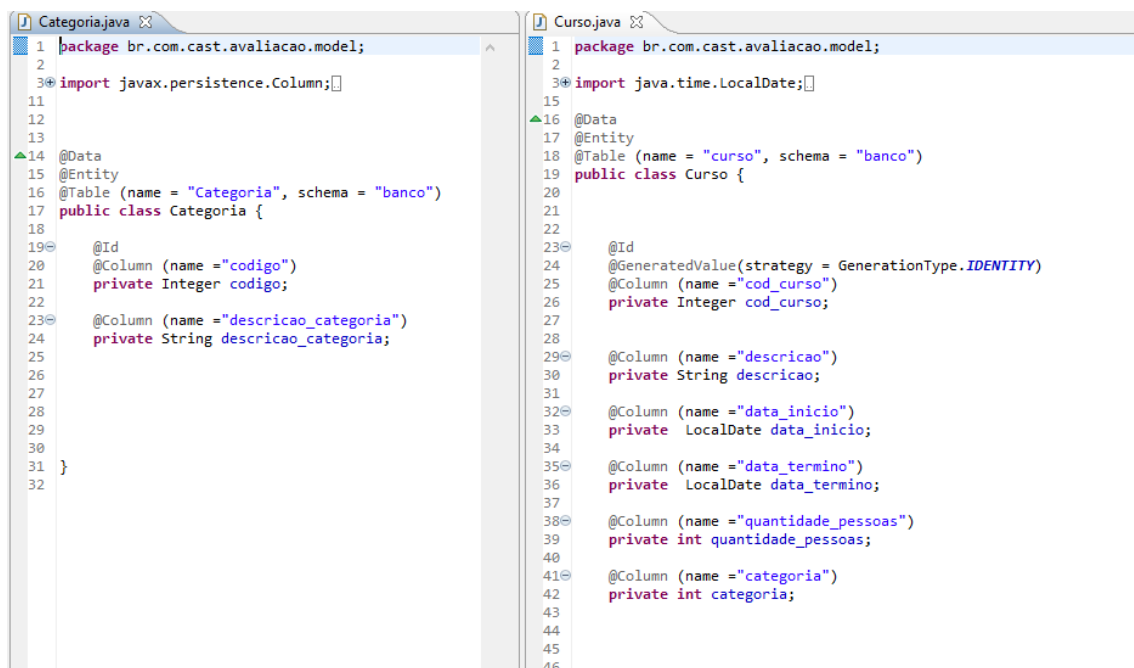 Categoria.java
1 package br.com.cast.avaliacao.model;
2
3 import javax.persistence.Column;
11
12
13
14 @Data
15 @Entity
16 @Table (name = "Categoria", schema = "banco")
17 public class Categoria {
18
19 @Id
20 @Column (name ="codigo")
21 private Integer codigo;
22
23 @Column (name ="descricao_categoria")
24 private String descricao_categoria;
25
26
27
28
29
30
31 }
32
Curso.java
1 package br.com.cast.avaliacao.model;
2
3 import java.time.LocalDate;
15
16 @Data
17 @Entity
18 @Table (name = "curso", schema = "banco")
19 public class Curso {
20
21
22
23 @Id
24 @GeneratedValue(strategy = GenerationType.IDENTITY)
25 @Column (name ="cod_curso")
26 private Integer cod_curso;
27
28
29 @Column (name ="descricao")
30 private String descricao;
31
32 @Column (name ="data_inicio")
33 private  LocalDate data_inicio;
34
35 @Column (name ="data_termino")
36 private  LocalDate data_termino;
37
38 @Column (name ="quantidade_pessoas")
39 private int quantidade_pessoas;
40
41 @Column (name ="categoria")
42 private int categoria;
43
44
45
46